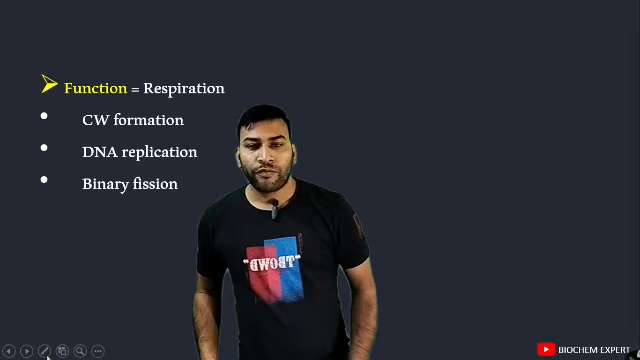 Function = Respiration
CW formation
DNA replication
Binary fission
BIOCHEM EXPERT